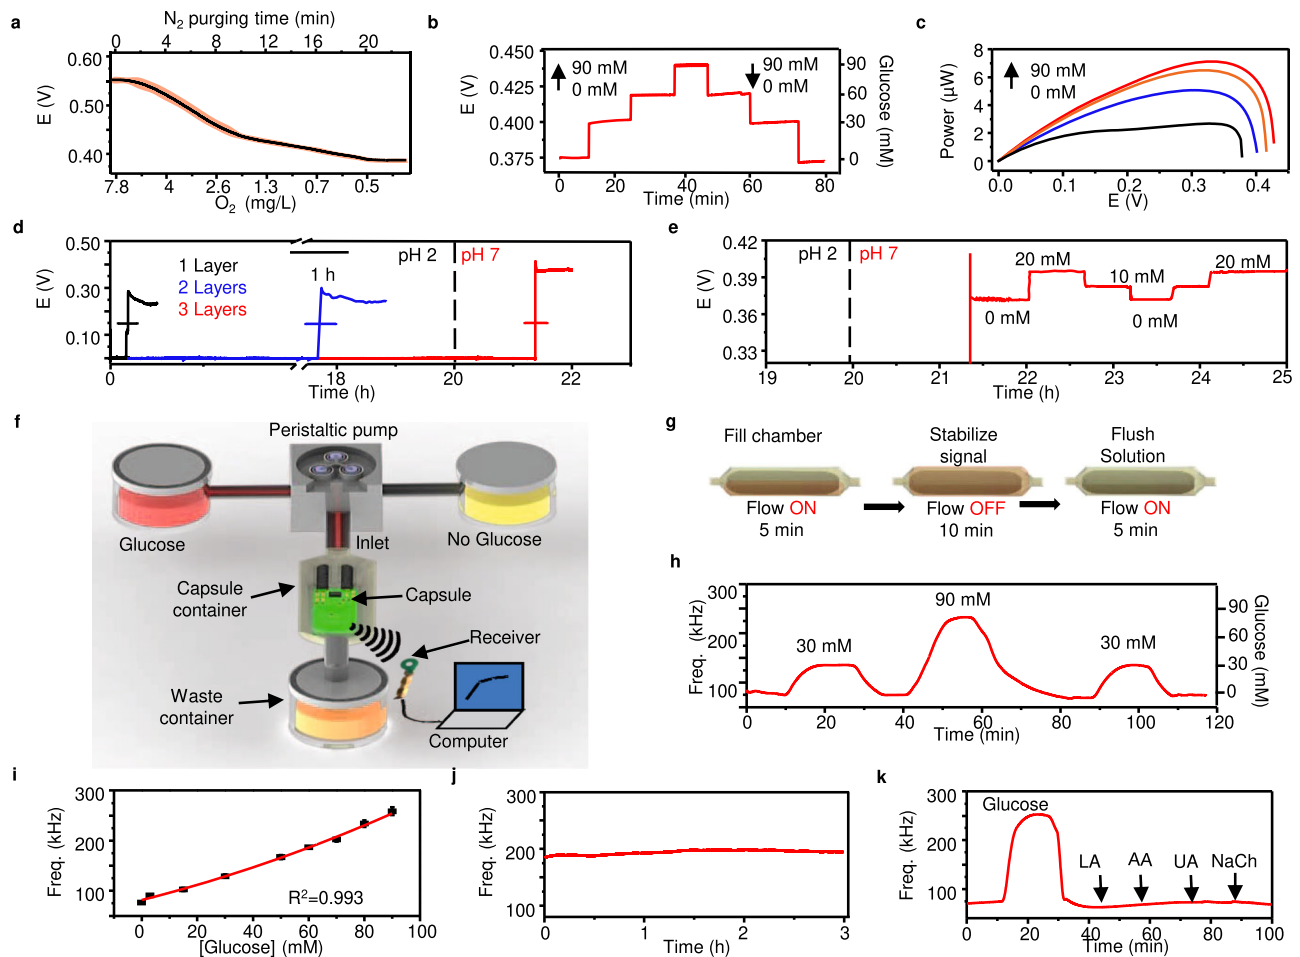 a
N2 purging time (min)
0 4 10 16 20
0.60
0.50
0.40
E (V)
7.8 4 2.6 1.3 0.7 0.5
O2 (mg/L)
b
0.450
0.425
0.400
0.375
E (V)
90 mM
0 mM
90 mM
0 mM
90
60
30
0
Glucose (mM)
0 20 40 60 80
Time (min)
c
8
6
4
2
0
Power (µW)
90 mM
0 mM
0.0 0.1 0.2 0.3 0.4
E (V)
d
0.50
0.30
0.10
E (V)
1 Layer
2 Layers
3 Layers
1 h
pH 2
pH 7
0 18 20 22
Time (h)
e
0.42
0.39
0.36
0.33
E (V)
pH 2
pH 7
20 mM
10 mM
20 mM
0 mM
0 mM
19 20 21 22 23 24 25
Time (h)
f
Peristaltic pump
Glucose
Inlet
No Glucose
Capsule
container
Capsule
Receiver
Waste
container
Computer
g
Fill chamber
Stabilize
signal
Flush
Solution
Flow ON
5 min
Flow OFF
10 min
Flow ON
5 min
h
300
200
100
Freq. (kHz)
30 mM
90 mM
30 mM
90
60
30
0
Glucose (mM)
0 20 40 60 80 100 120
Time (min)
i
300
200
100
Freq. (kHz)
R2=0.993
0 20 40 60 80 100
[Glucose] (mM)
j
300
200
100
Freq. (kHz)
0 1 2 3
Time (h)
k
300
200
100
Freq. (kHz)
Glucose
LA
AA
UA
NaCh
0 20 40 60 80 100
Time (min)